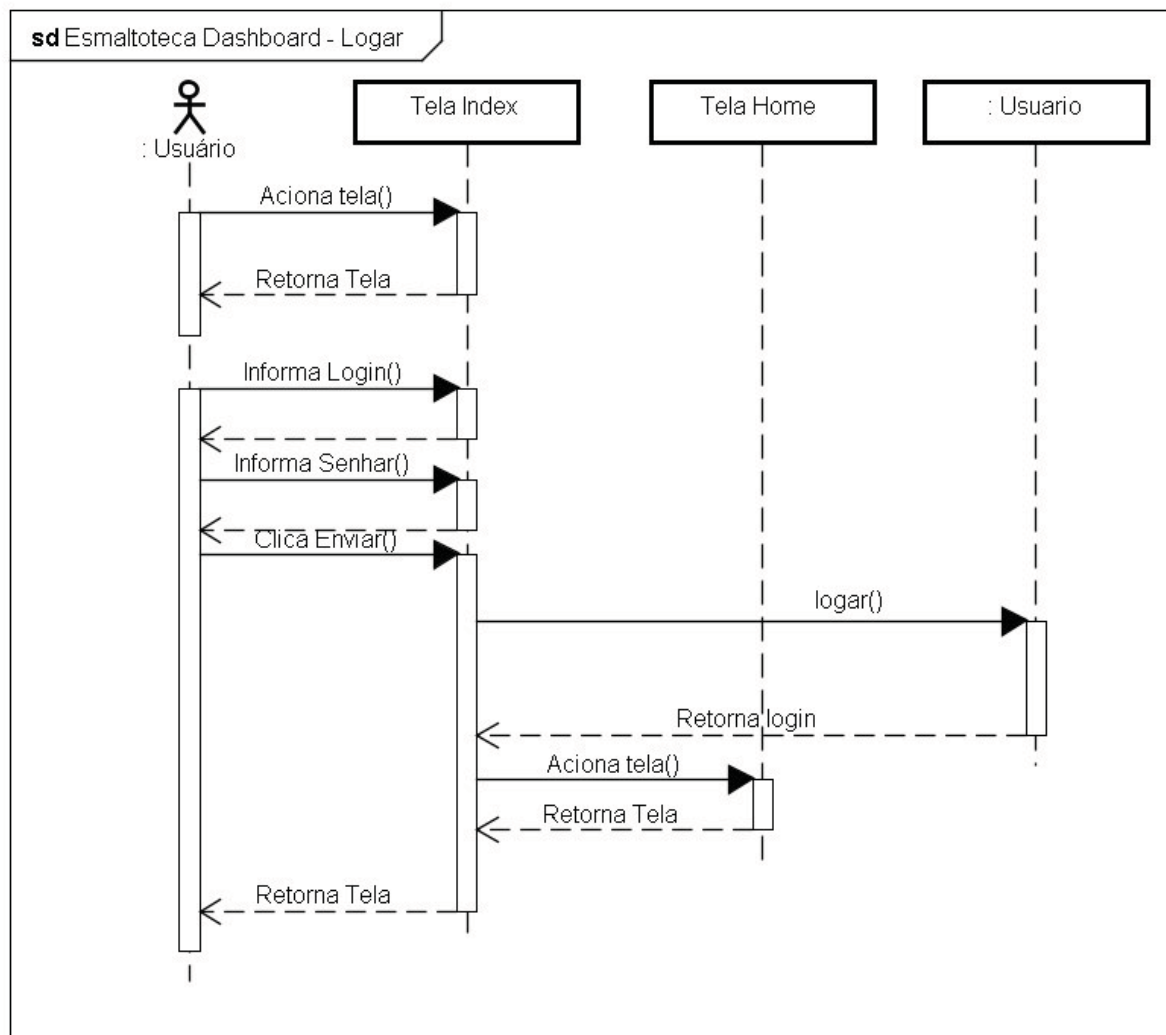 sd Esmaltoteca Dashboard - Logar
: Usuário
Tela Index
Tela Home
: Usuario
Aciona tela()
Retorna Tela
Informa Login()
Informa Senhar()
Clica Enviar()
logar()
Retorna login
Aciona tela()
Retorna Tela
Retorna Tela